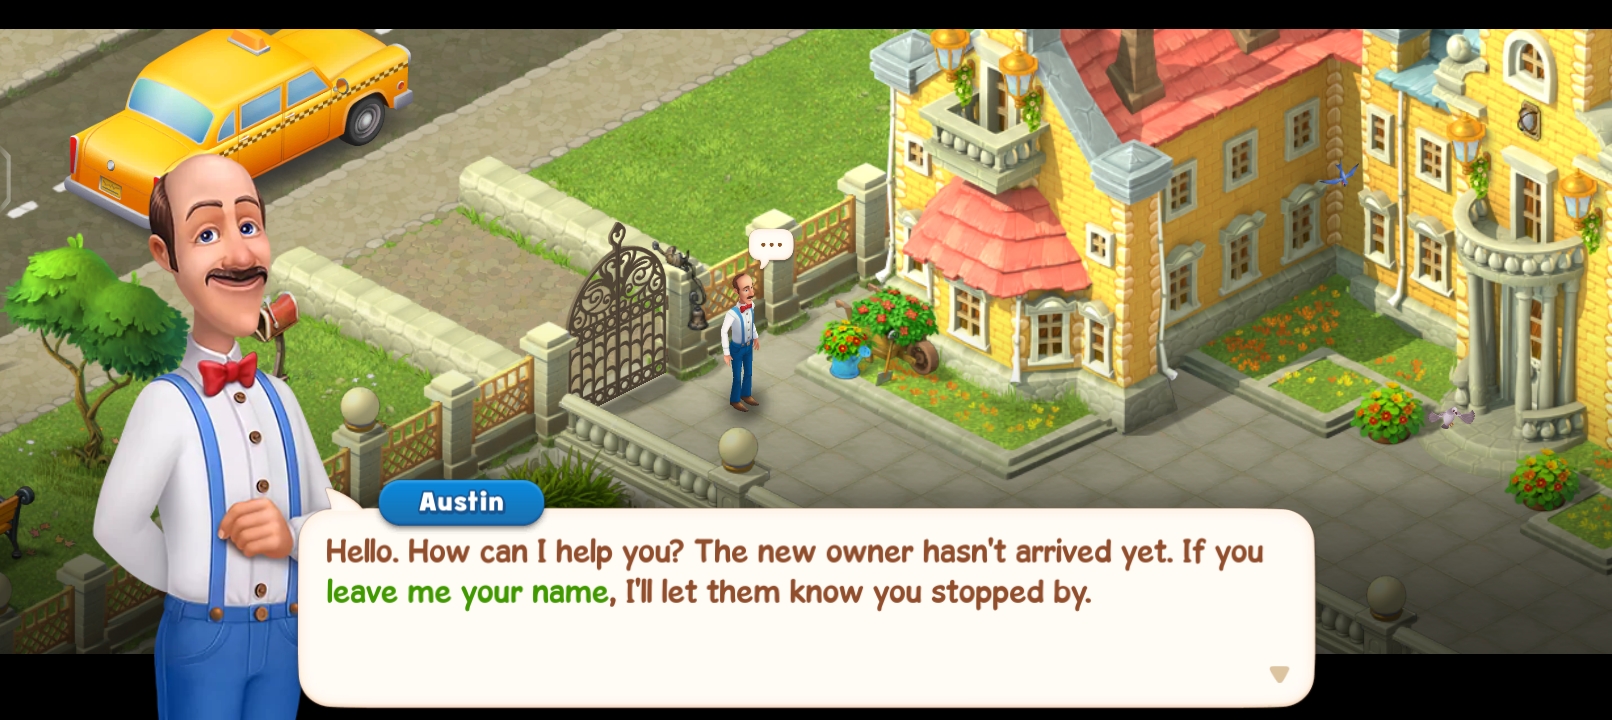 Austin
Hello. How can I help you? The new owner hasn't arrived yet. If you
leave me your name, I'll let them know you stopped by.